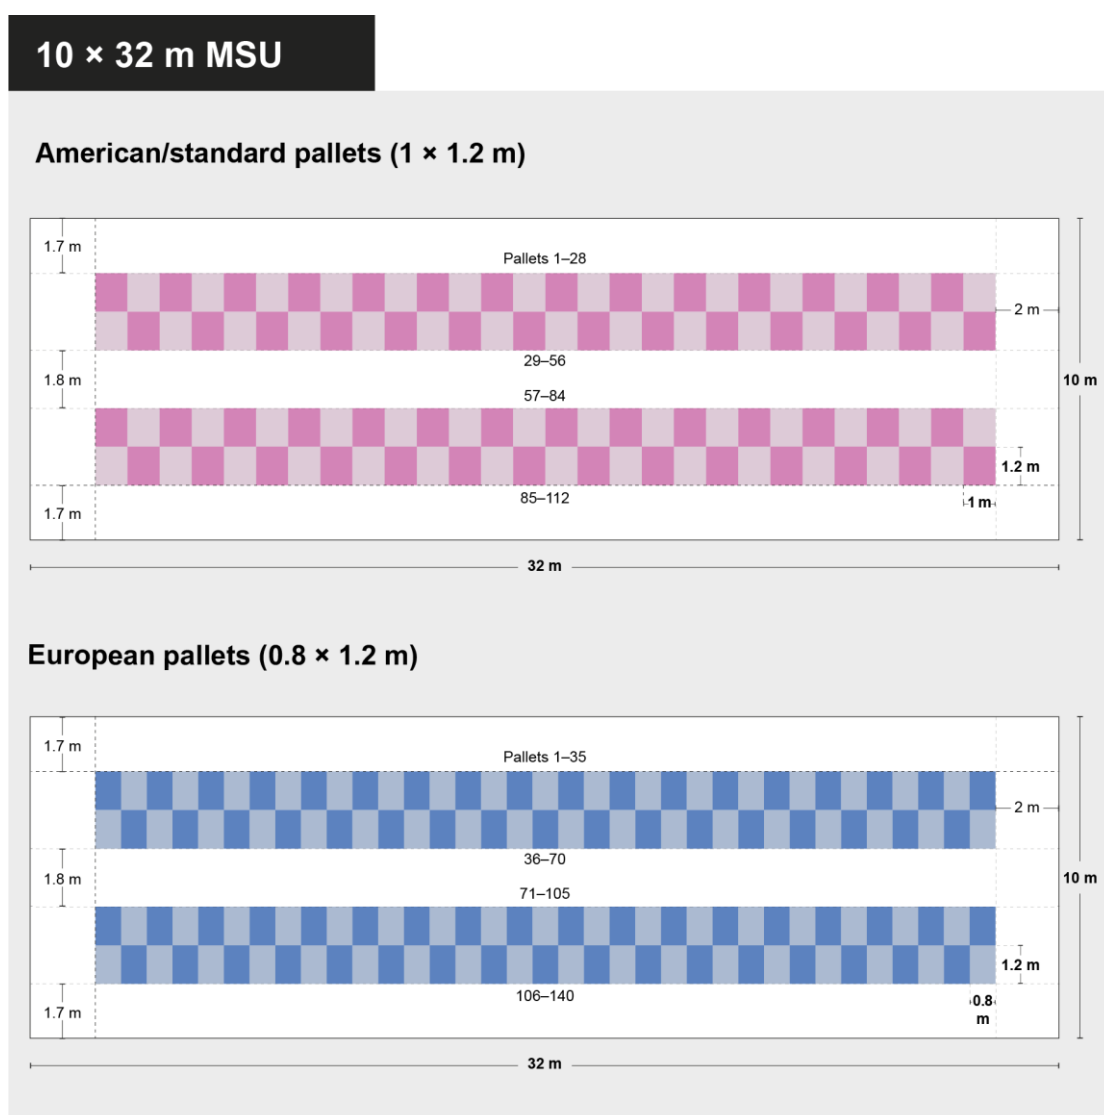 10 × 32 m MSU
American/standard pallets (1 × 1.2 m)
1.7 m
Pallets 1–28
2 m
29–56
1.8 m
10 m
57–84
1.2 m
85–112
1 m
1.7 m
32 m
European pallets (0.8 × 1.2 m)
1.7 m
Pallets 1–35
2 m
36–70
1.8 m
10 m
71–105
1.2 m
106–140
0.8
m
1.7 m
32 m